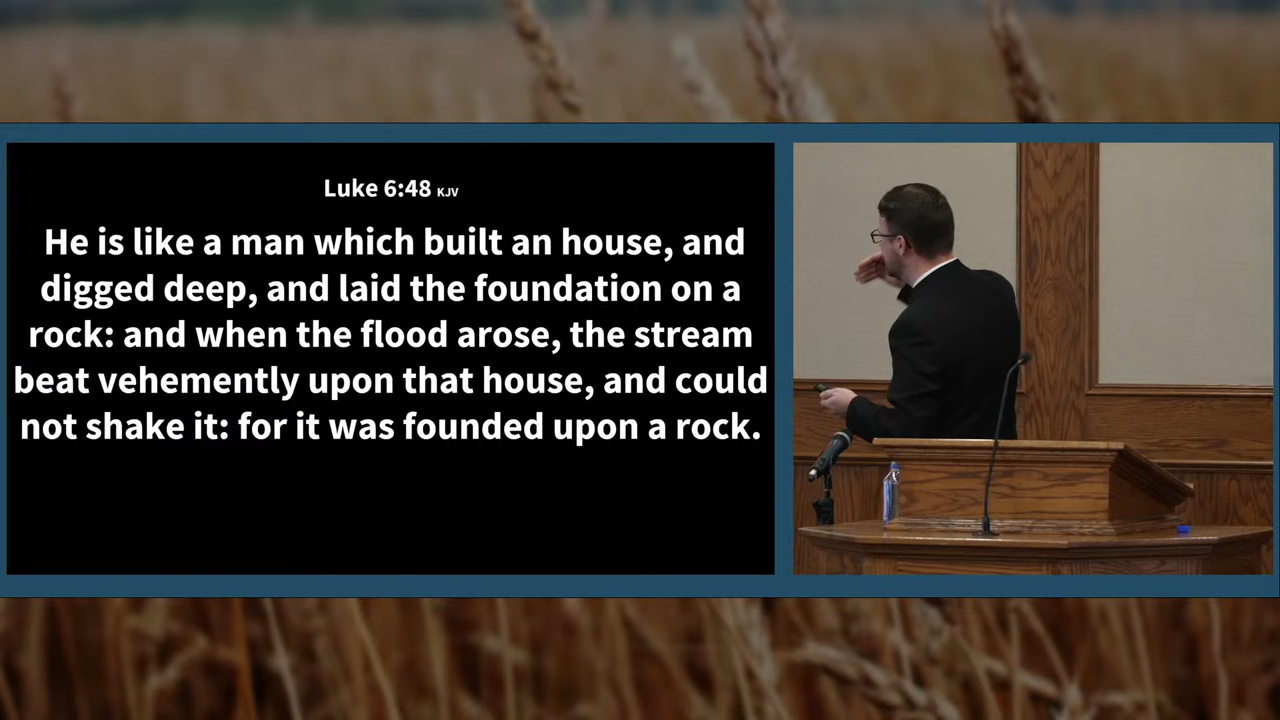 Luke 6:48 KJV
He is like a man which built an house, and
digged deep, and laid the foundation on a
rock: and when the flood arose, the stream
beat vehemently upon that house, and could
not shake it: for it was founded upon a rock.